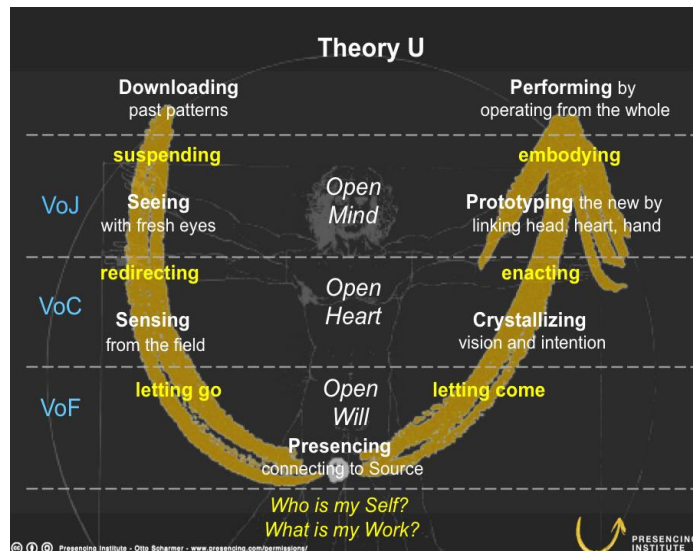 Theory U
Downloading
past patterns
Performing by
operating from the whole
suspending
embodying
VoJ
Open
Mind
Seeing
with fresh eyes
Prototyping the new by
linking head, heart, hand
redirecting
enacting
VoC
Open
Heart
Sensing
from the field
Crystallizing
vision and intention
letting go
letting come
VoF
Open
Will
Presencing
connecting to Source
Who is my Self?
What is my Work?
Presencing Institute - Otto Scharmer - www.presencing.com/permissions/
PRESENCING
INSTITUTE